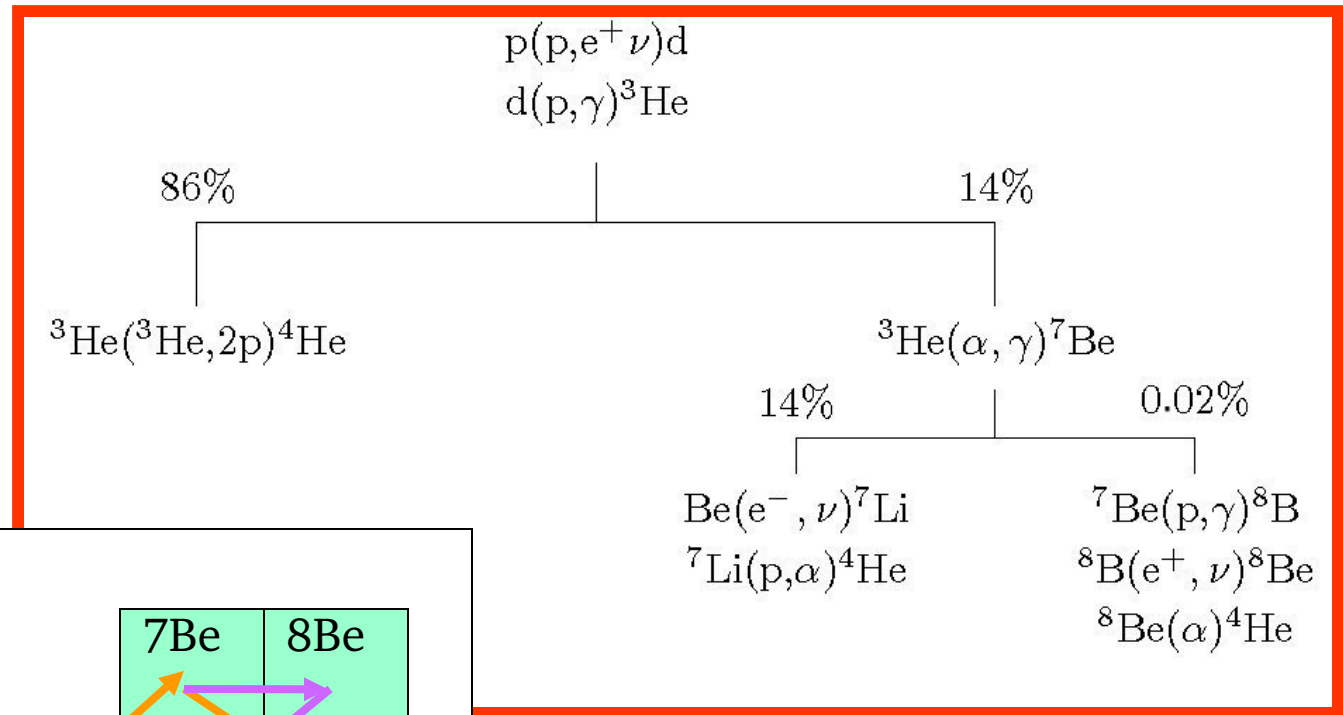 p(p,e⁺ν)d
d(p,γ)³He
86%
14%
³He(³He,2p)⁴He
³He(α,γ)⁷Be
14%
0.02%
Be(e⁻,ν)⁷Li
⁷Li(p,α)⁴He
⁷Be(p,γ)⁸B
⁸B(e⁺,ν)⁸Be
⁸Be(α)⁴He
7Be
8Be